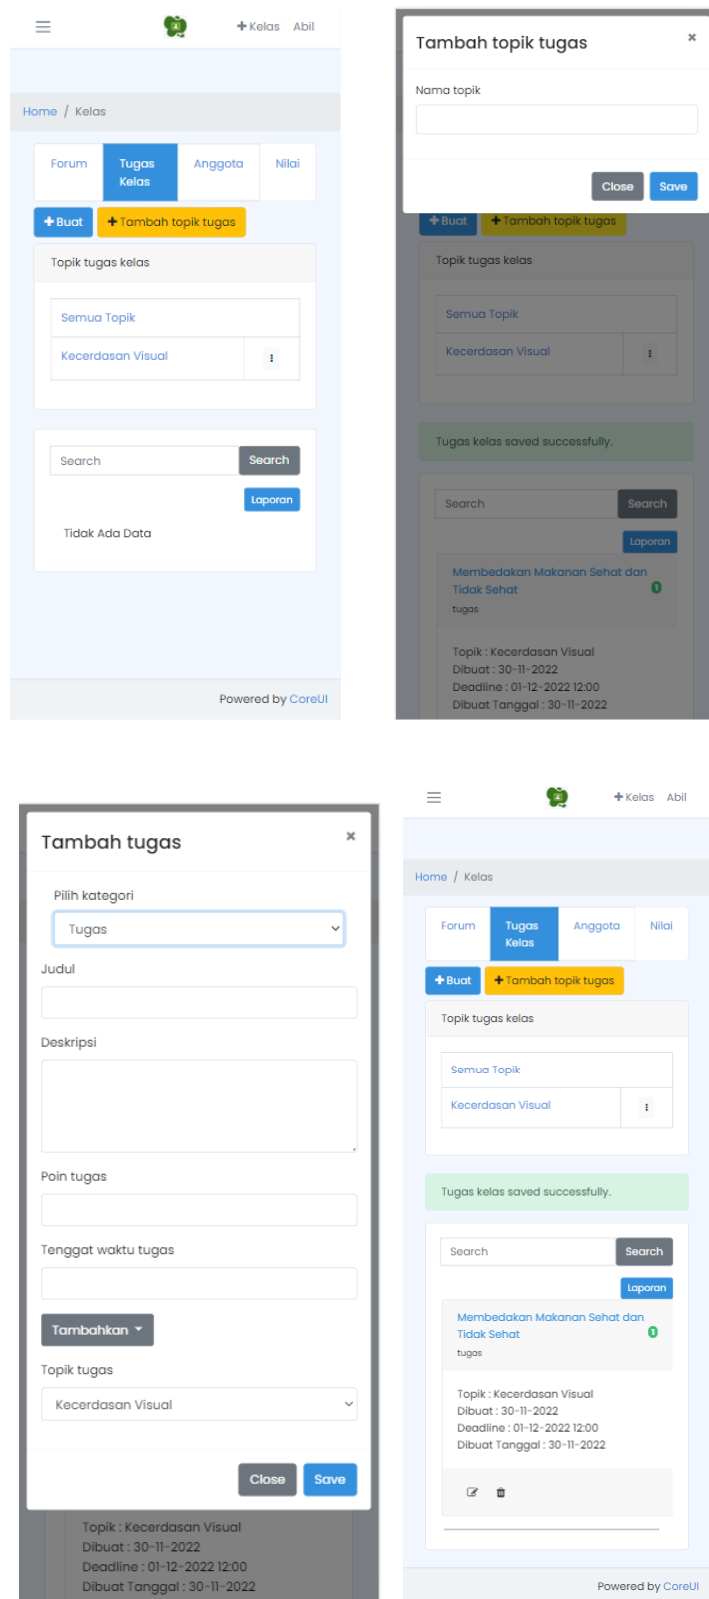 + Kelas Abil
Home / Kelas
Forum Tugas Kelas Anggota Nilai
+ Buat + Tambah topik tugas
Topik tugas kelas
Semua Topik
Kecerdasan Visual
Search Search
Laporan
Tidak Ada Data
Powered by CoreUI
Tambah topik tugas ×
Nama topik
Close Save
+ Buat + Tambah topik tugas
Topik tugas kelas
Semua Topik
Kecerdasan Visual
Tugas kelas saved successfully.
Search Search
Laporan
Membedakan Makanan Sehat dan
Tidak Sehat 1
tugas
Topik : Kecerdasan Visual
Dibuat : 30-11-2022
Deadline : 01-12-2022 12:00
Dibuat Tanggal : 30-11-2022
Tambah tugas ×
Pilih kategori
Tugas
Judul
Deskripsi
Poin tugas
Tenggat waktu tugas
Tambahkan
Topik tugas
Kecerdasan Visual
Close Save
Topik : Kecerdasan Visual
Dibuat : 30-11-2022
Deadline : 01-12-2022 12:00
Dibuat Tanggal : 30-11-2022
+ Kelas Abil
Home / Kelas
Forum Tugas Kelas Anggota Nilai
+ Buat + Tambah topik tugas
Topik tugas kelas
Semua Topik
Kecerdasan Visual
Tugas kelas saved successfully.
Search Search
Laporan
Membedakan Makanan Sehat dan
Tidak Sehat 1
tugas
Topik : Kecerdasan Visual
Dibuat : 30-11-2022
Deadline : 01-12-2022 12:00
Dibuat Tanggal : 30-11-2022
Powered by CoreUI